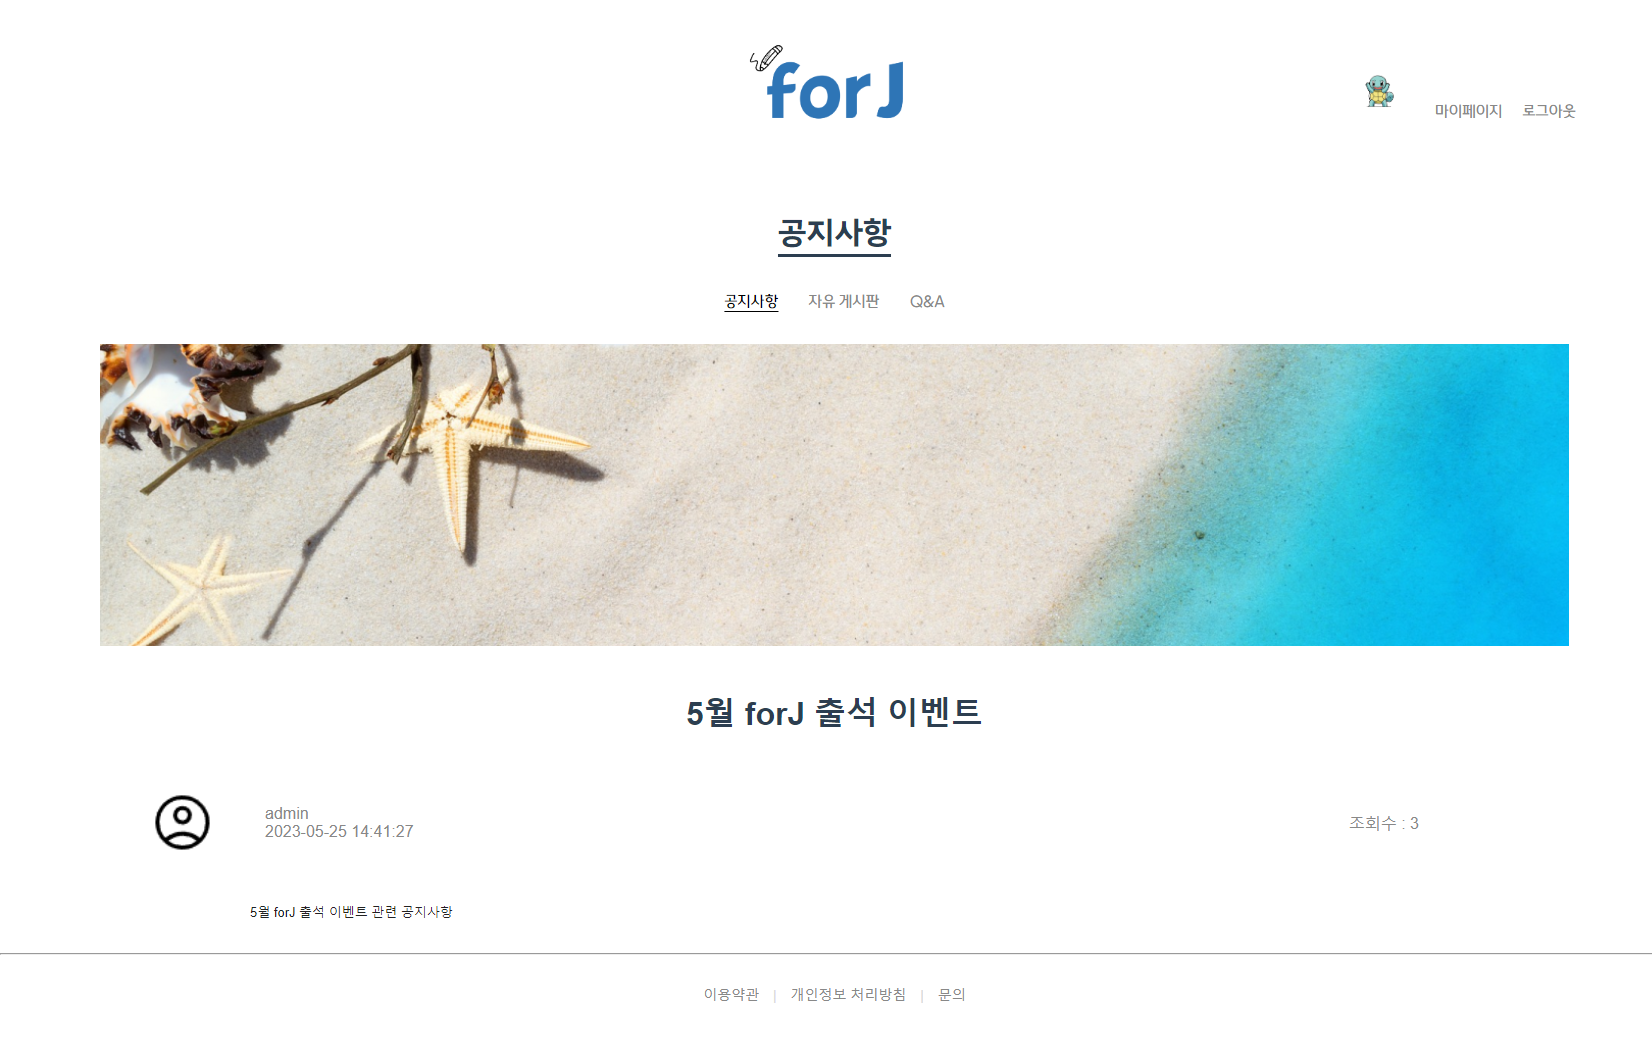 forJ
마이페이지 로그아웃
공지사항
공지사항 자유 게시판 Q&A
5월 forJ 출석 이벤트
admin
2023-05-25 14:41:27
조회수 : 3
5월 forJ 출석 이벤트 관련 공지사항
이용약관 | 개인정보 처리방침 | 문의